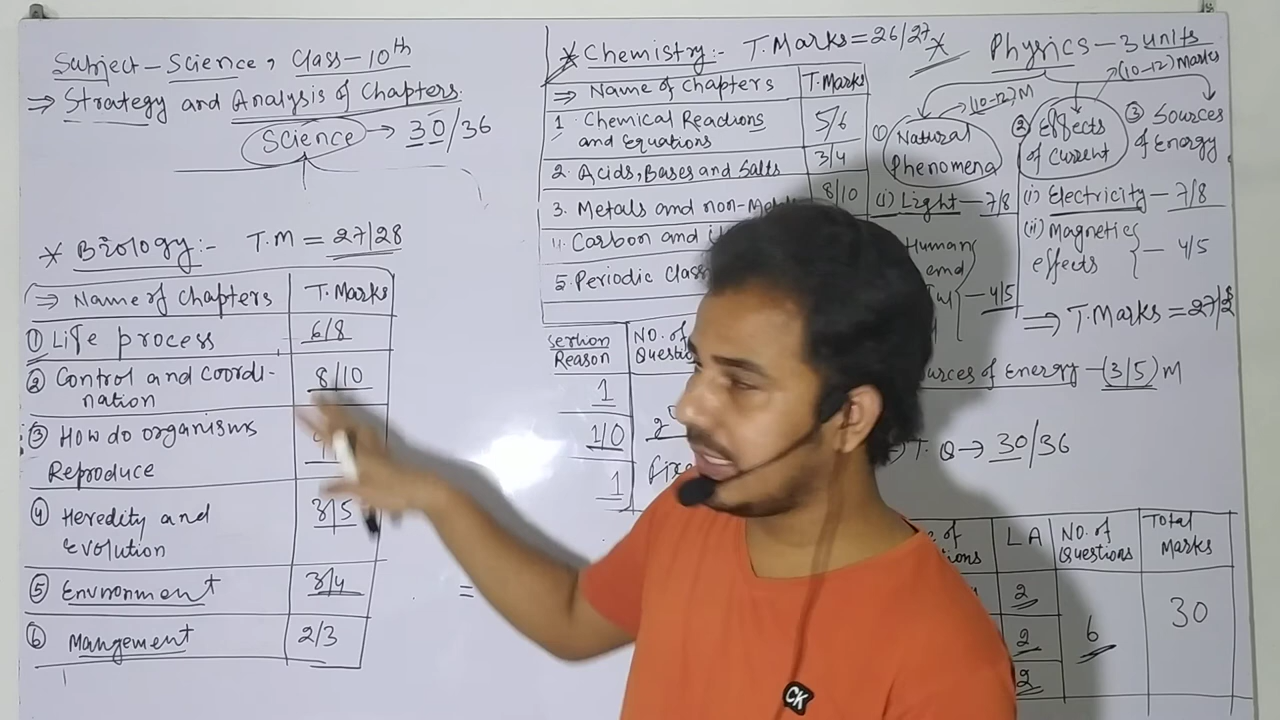 Subject - Science, Class - 10th
⇒ Strategy and Analysis of Chapters
Science → 30/36
* Biology:- T.M = 27/28
⇒ Name of Chapters T. Marks
① Life process 6/8
② Control and Coordi- 8/10
nation
③ How do organisms
Reproduce
④ Heredity and 3/5
Evolution
⑤ Environment 3/4
⑥ Mangement 2/3
=
* Chemistry:- T. Marks = 26/27
⇒ Name of Chapters T. Marks
1. Chemical Reactions 5/6
and Equations
2. Acids, Bases and Salts 3/4
3. Metals and non- 8/10
4. Carbon and
5. Periodic Class
sertion NO. of
Reason
1
1/0
1
* Physics - 3 units
(10-12) Marks
(10-12) M
(1) Natural
Phenomena
② Effects
of Current
③ Sources
of Energy
(i) Light - 7/8
Human
and
4/5
(i) Electricity - 7/8
(ii) Magnetic
effects - 4/5
⇒ T. Marks = 27/2
of Energy - (3/5) M
T. Q → 30/36
of LA NO. of Total
Questions Marks
2
2 6 30
2
CK